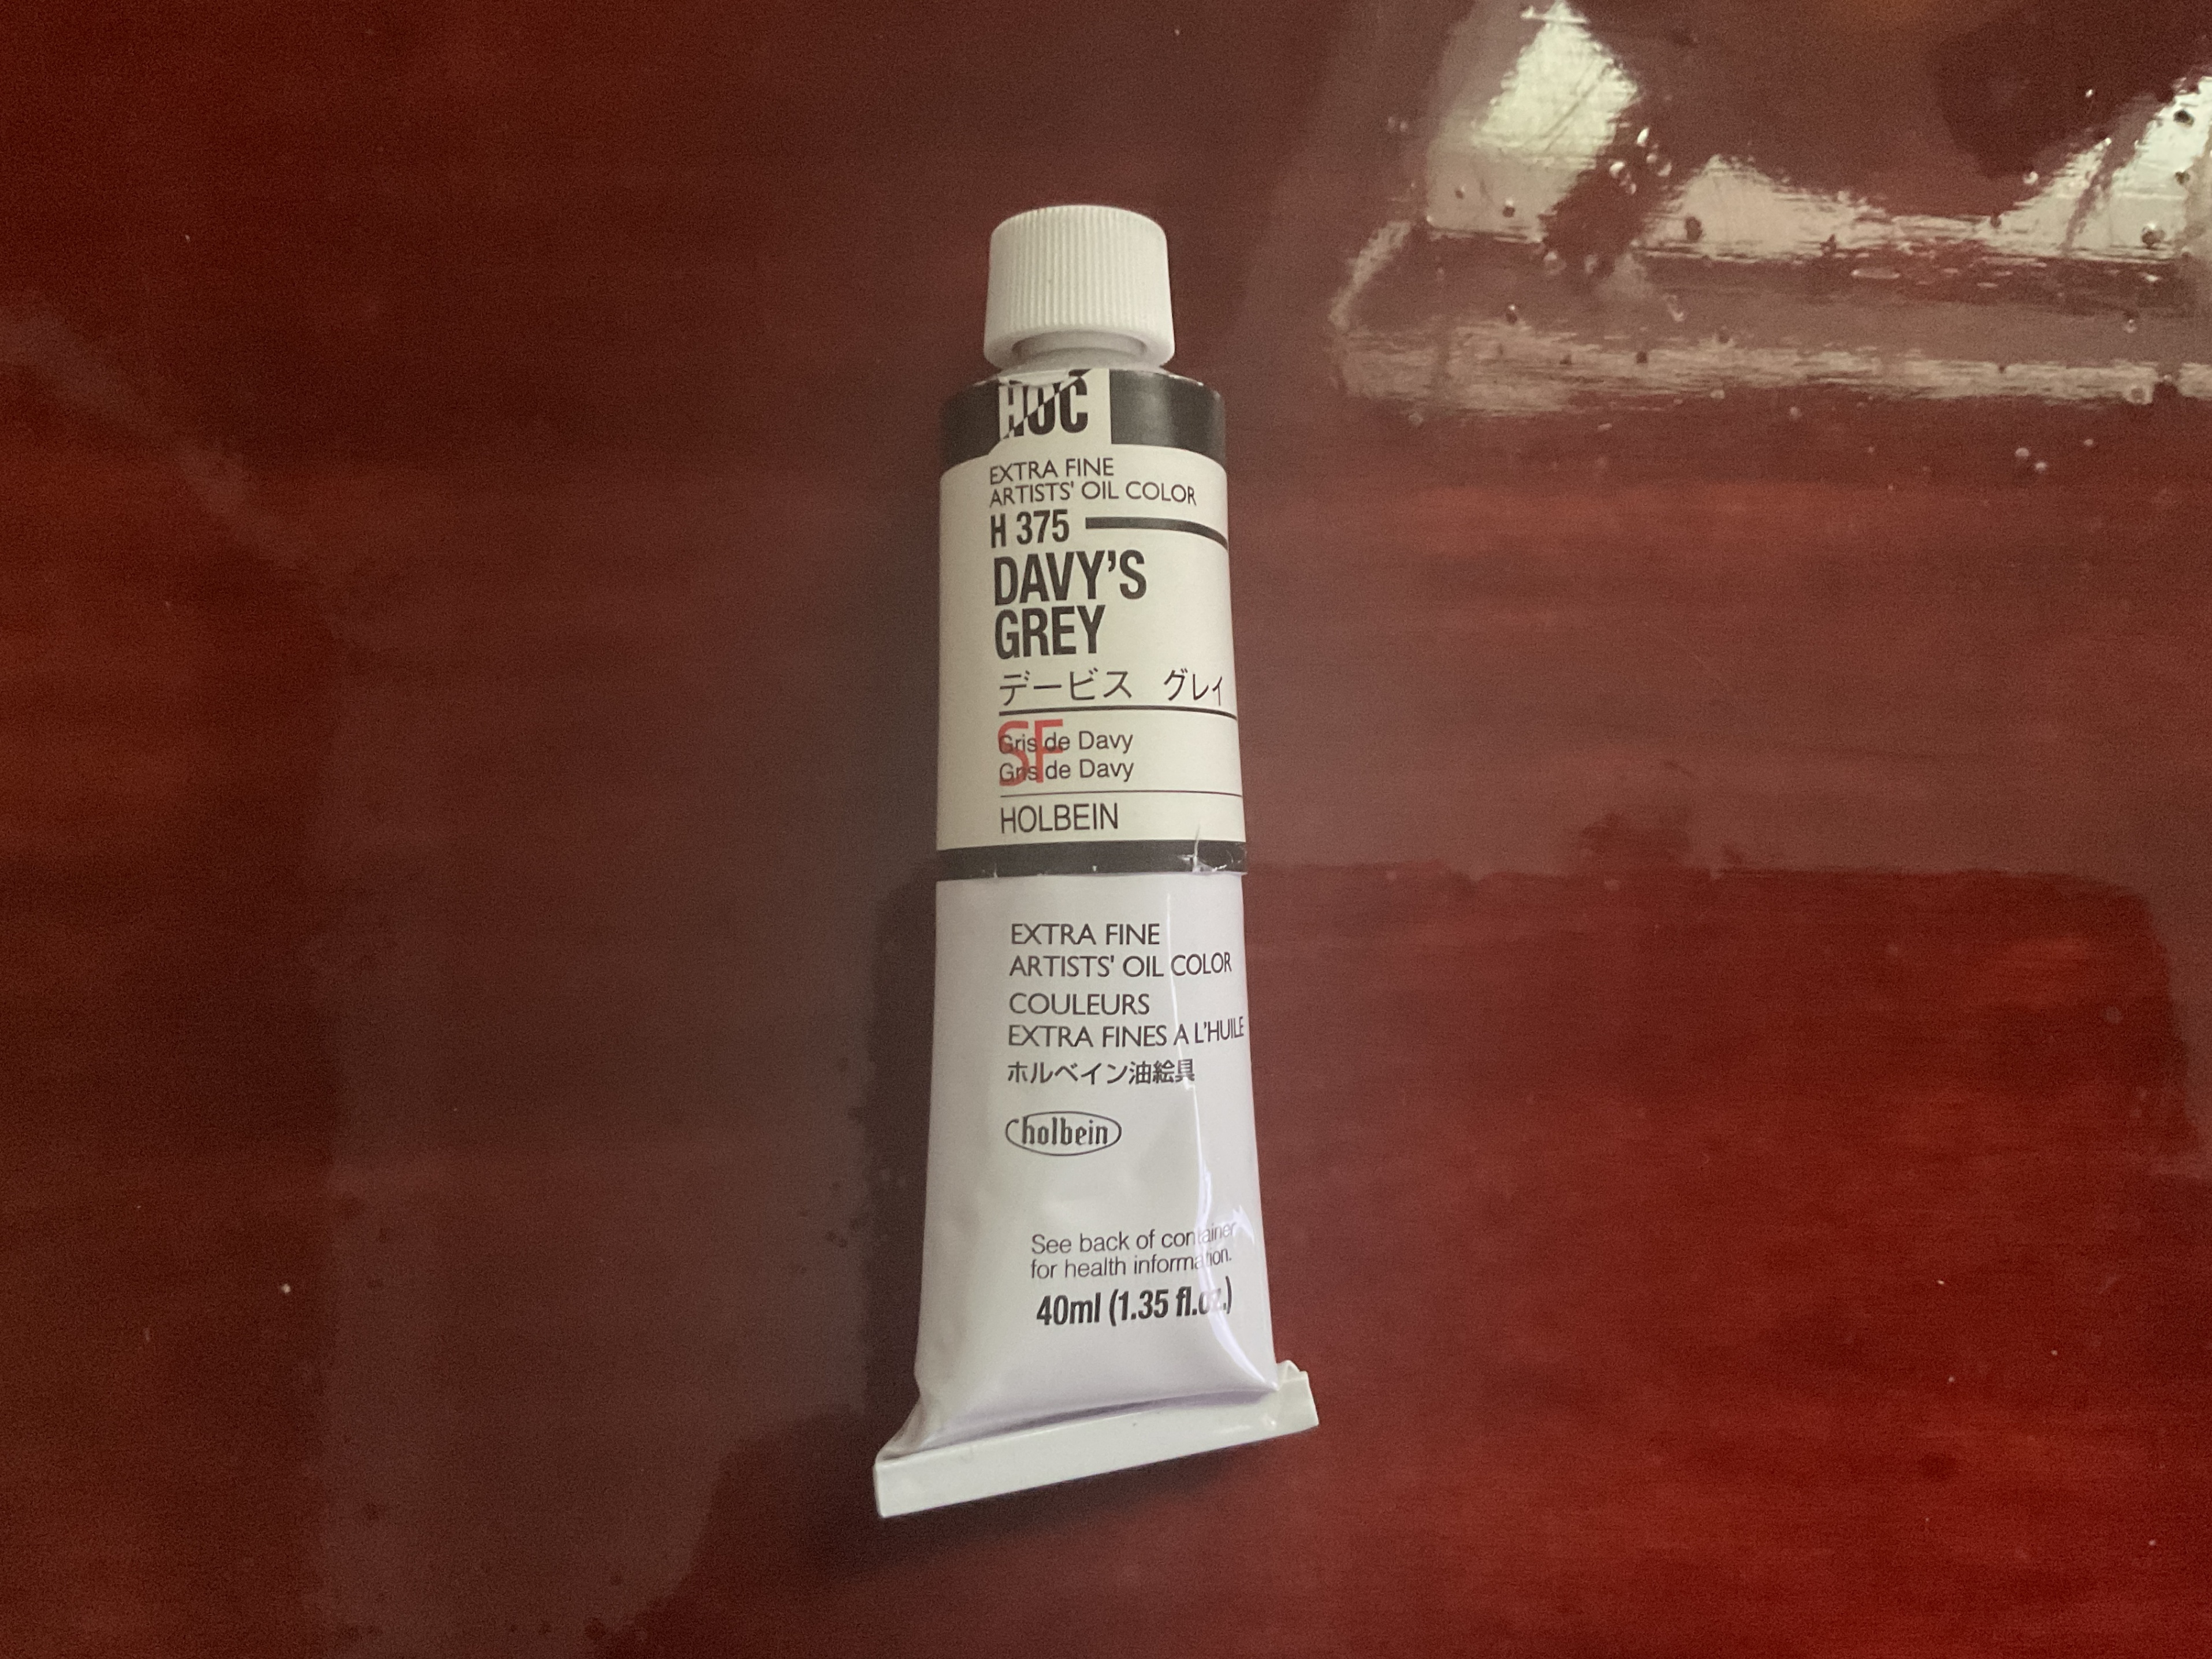 HOC
EXTRA FINE
ARTISTS' OIL COLOR
H 375
DAVY'S
GREY
デービス グレイ
SF
Gris de Davy
Gris de Davy
HOLBEIN
EXTRA FINE
ARTISTS' OIL COLOR
COULEURS
EXTRA FINES A L'HUILE
ホルベイン油絵具
holbein
See back of container
for health information.
40ml (1.35 fl.oz.)